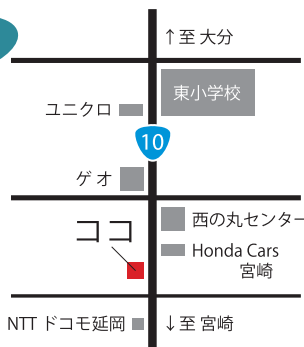 ↑至 大分
東小学校
ユニクロ
10
ゲオ
西の丸センター
ココ
Honda Cars
宮崎
NTT ドコモ延岡
↓至 宮崎